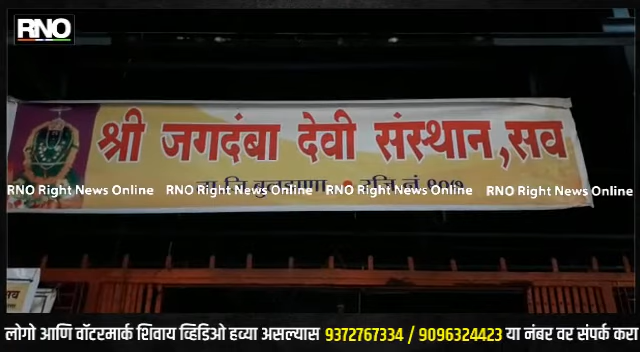 RNO
श्री जगदंबा देवी संस्थान, सव
RNO Right News Online RNO Right News Online RNO Right News Online RNO Right News Online
लोगो आणि वॉटरमार्क शिवाय व्हिडिओ हव्या असल्यास 9372767334 / 9096324423 या नंबर वर संपर्क करा